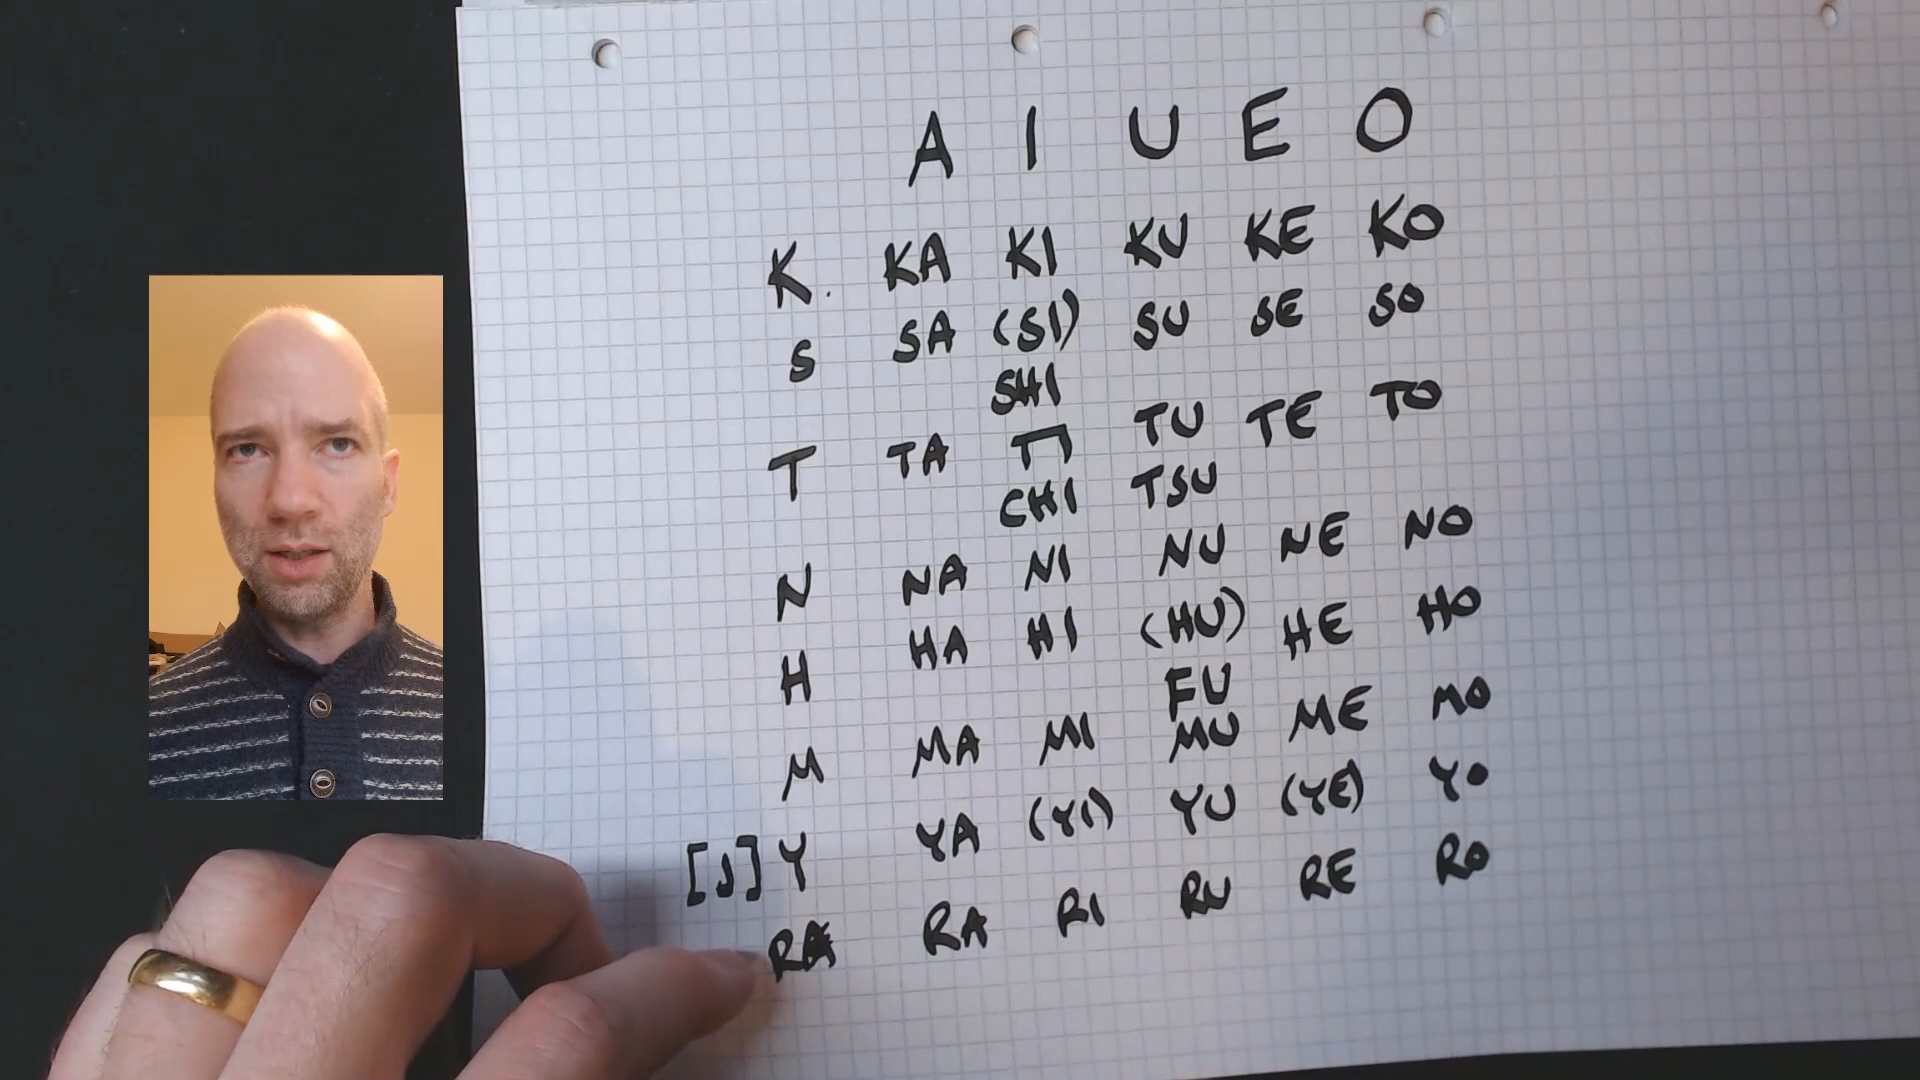 A I U E O
K. KA KI KU KE KO
S SA (SI) SU SE SO
SHI
T TA TI TU TE TO
CHI TSU
N NA NI NU NE NO
H HA HI (HU) HE HO
FU
M MA MI MU ME MO
[J] Y YA (YI) YU (YE) YO
RA RA RI RU RE RO